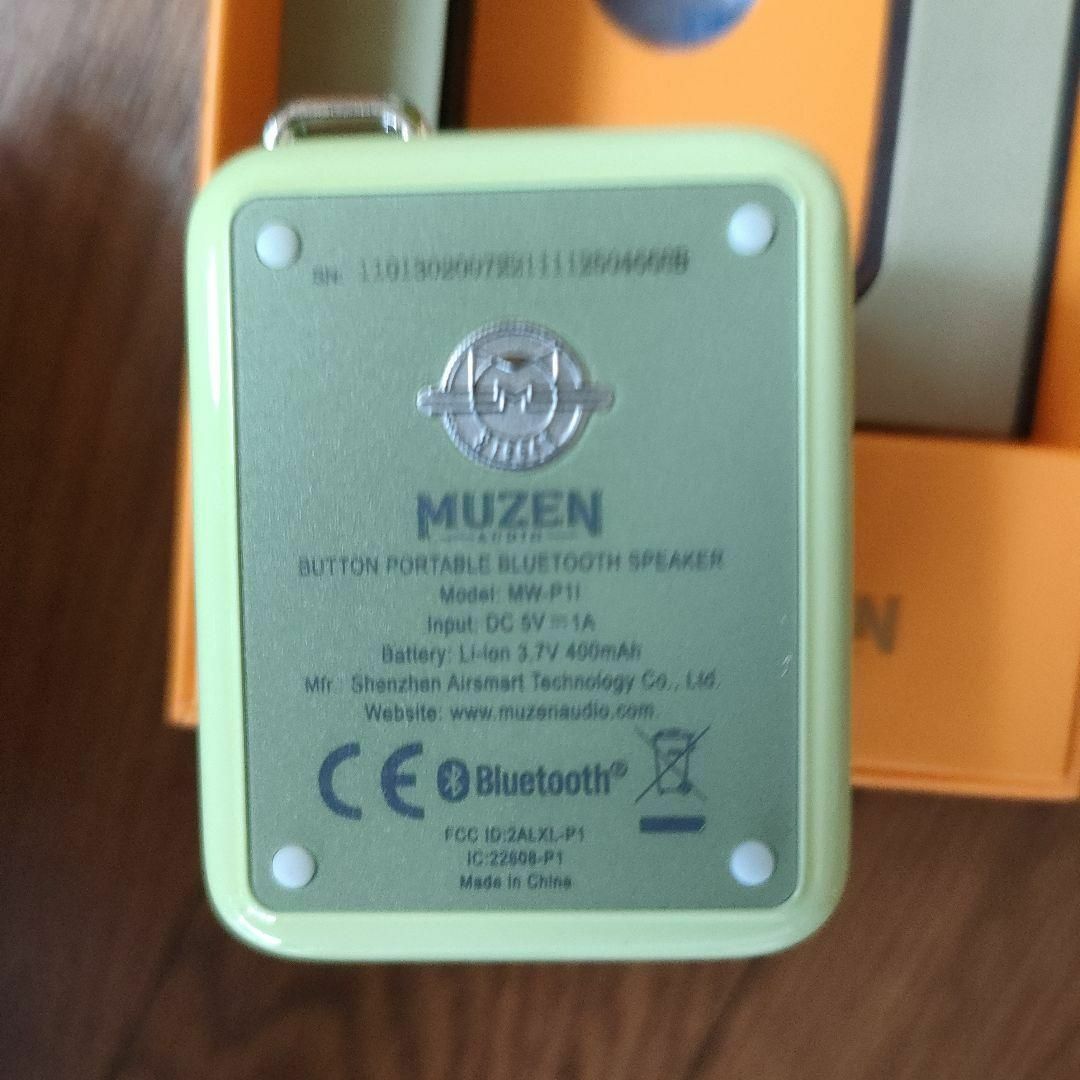 SN:
MUZEN
AUDIO
BUTTON PORTABLE BLUETOOTH SPEAKER
Model: MW-P1I
Input: DC 5V⎓1A
Battery: Li-ion 3.7V 400mAh
Mfr.: Shenzhen Airsmart Technology Co., Ltd.
Website: www.muzenaudio.com
CE Bluetooth®
FCC ID:2ALXL-P1
IC:22608-P1
Made in China